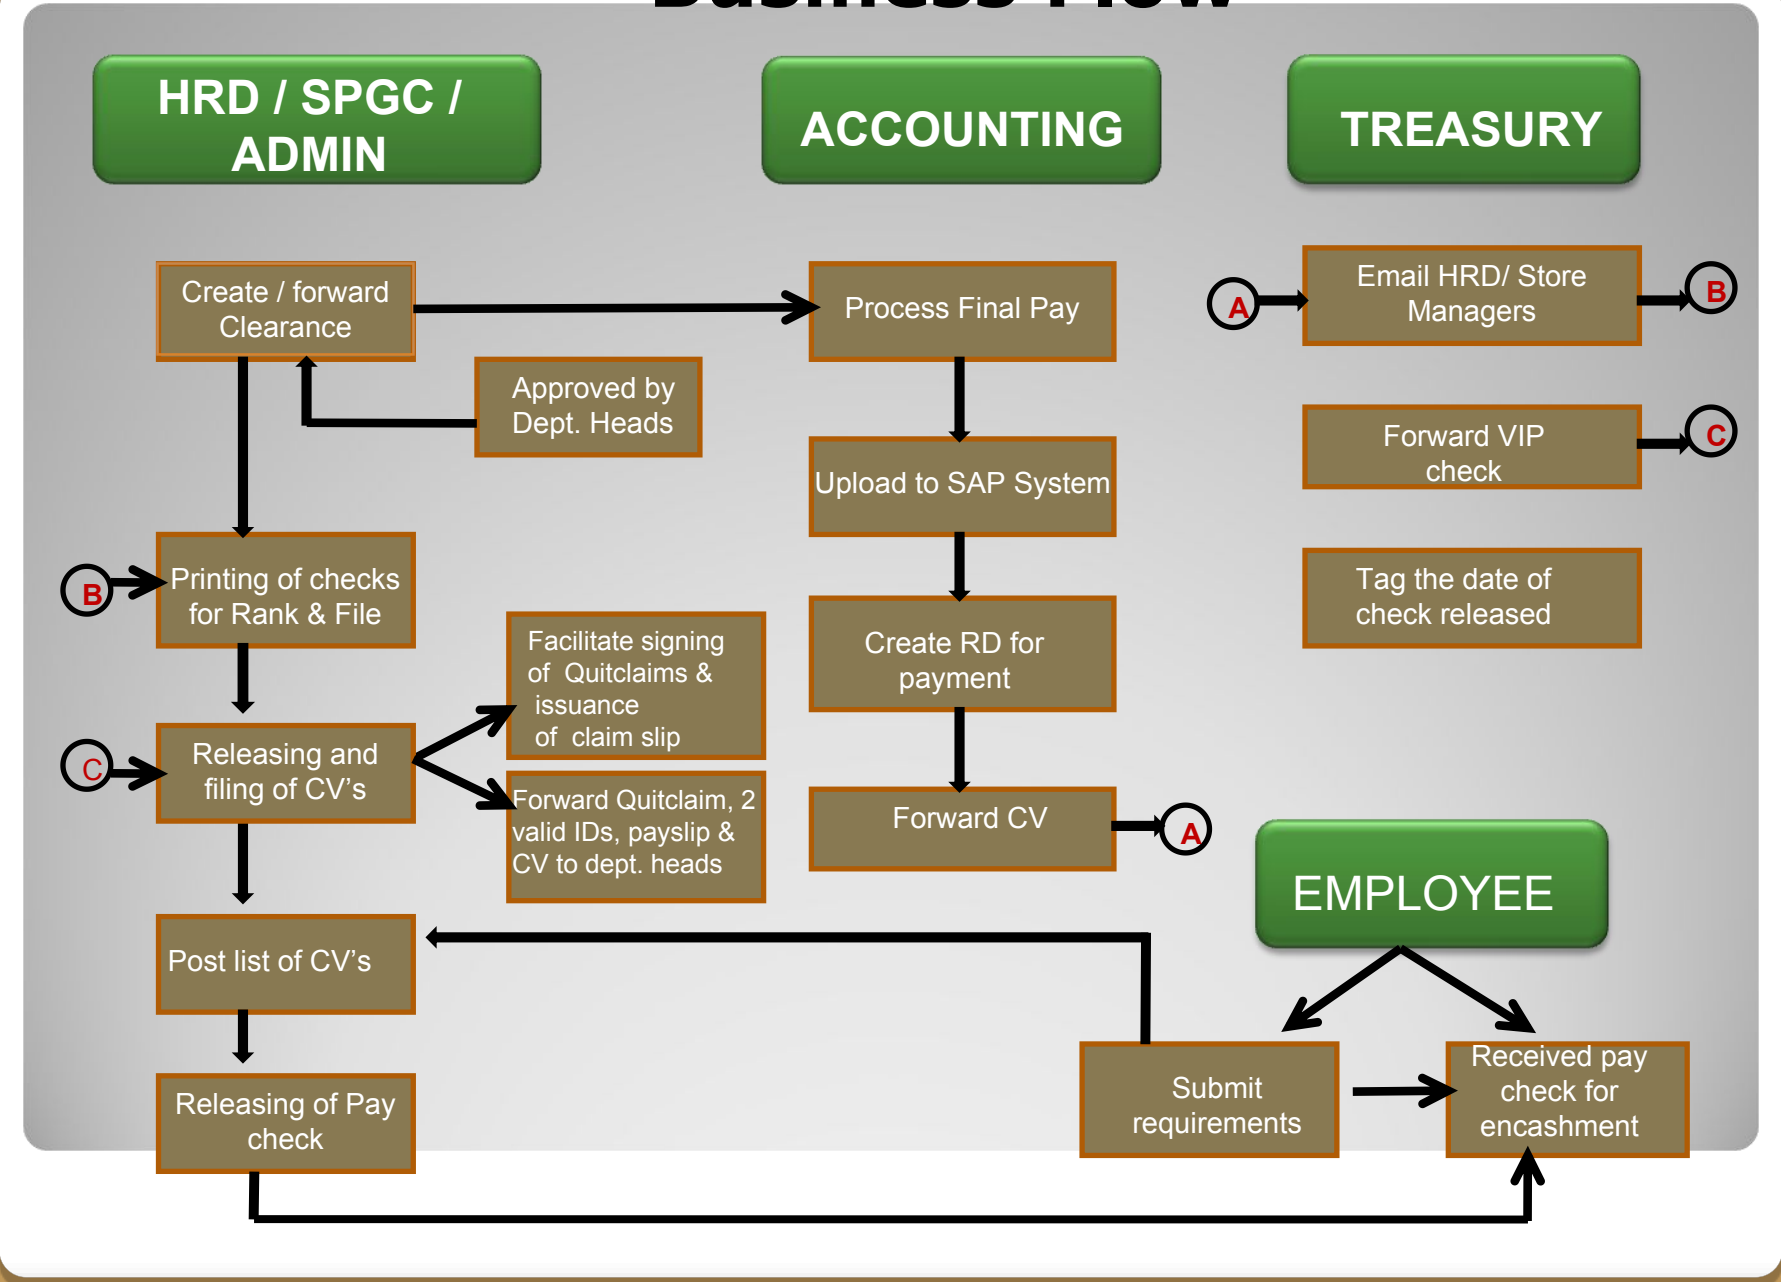 Business Flow
HRD / SPGC /
ADMIN
ACCOUNTING
TREASURY
Create / forward
Clearance
Process Final Pay
A
Email HRD/ Store
Managers
B
Approved by
Dept. Heads
Upload to SAP System
Forward VIP
check
C
B
Printing of checks
for Rank & File
Facilitate signing
of Quitclaims &
issuance
of claim slip
Create RD for
payment
Tag the date of
check released
C
Releasing and
filing of CV’s
Forward Quitclaim, 2
valid IDs, payslip &
CV to dept. heads
Forward CV
A
EMPLOYEE
Post list of CV’s
Releasing of Pay
check
Submit
requirements
Received pay
check for
encashment